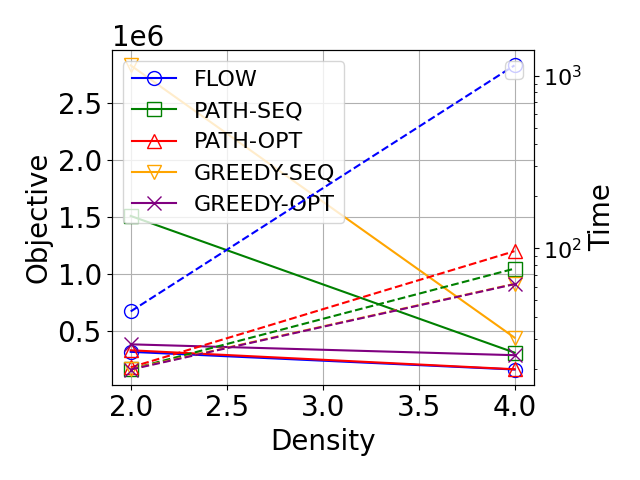 1e6
FLOW
PATH-SEQ
PATH-OPT
GREEDY-SEQ
GREEDY-OPT
Objective
2.5
2.0
1.5
1.0
0.5
10³
10²
Time
2.0 2.5 3.0 3.5 4.0
Density